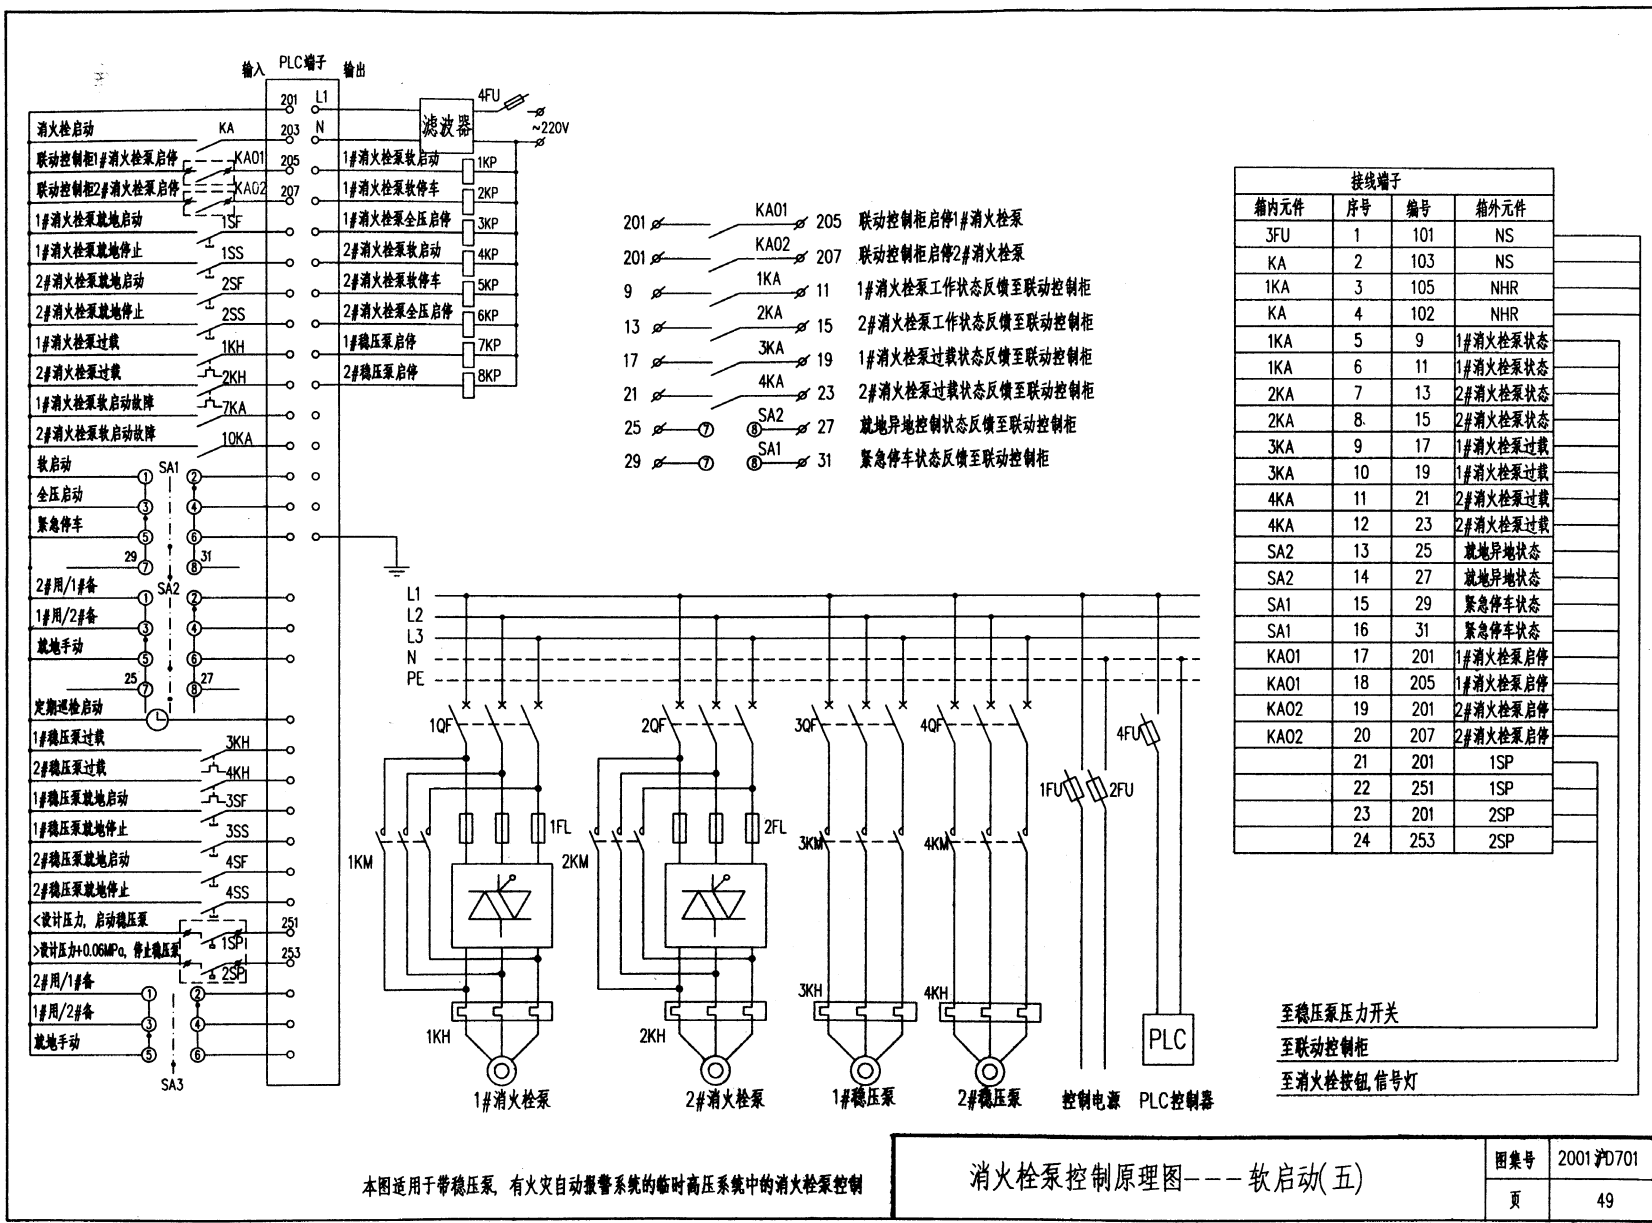 输入 PLC端子 输出
201 L1
203 N
滤波器
4FU
~220V
消火栓启动 KA
联动控制柜1#消火栓泵启停 KA01 205 1#消火栓泵软启动 1KP
联动控制柜2#消火栓泵启停 KA02 207 1#消火栓泵软停车 2KP
1#消火栓泵就地启动 1SF 1#消火栓泵全压启停 3KP
1#消火栓泵就地停止 1SS 2#消火栓泵软启动 4KP
2#消火栓泵就地启动 2SF 2#消火栓泵软停车 5KP
2#消火栓泵就地停止 2SS 2#消火栓泵全压启停 6KP
1#消火栓泵过载 1KH 1#稳压泵启停 7KP
2#消火栓泵过载 2KH 2#稳压泵启停 8KP
1#消火栓泵软启动故障 7KA
2#消火栓泵软启动故障 10KA
软启动 SA1 1 2
全压启动 3 4
紧急停车 5 6
29 7 8 31
2#用/1#备 SA2 1 2
1#用/2#备 3 4
就地手动 5 6
25 7 8 27
定期巡检启动
1#稳压泵过载 3KH
2#稳压泵过载 4KH
1#稳压泵就地启动 3SF
1#稳压泵就地停止 3SS
2#稳压泵就地启动 4SF
2#稳压泵就地停止 4SS
<设计压力, 启动稳压泵 1SP 251
>设计压力+0.06MPa, 停止稳压泵 2SP 253
2#用/1#备 1 2
1#用/2#备 3 4
就地手动 5 6
SA3
201 KA01 205 联动控制柜启停1#消火栓泵
201 KA02 207 联动控制柜启停2#消火栓泵
9 1KA 11 1#消火栓泵工作状态反馈至联动控制柜
13 2KA 15 2#消火栓泵工作状态反馈至联动控制柜
17 3KA 19 1#消火栓泵过载状态反馈至联动控制柜
21 4KA 23 2#消火栓泵过载状态反馈至联动控制柜
25 7 SA2 8 27 就地异地控制状态反馈至联动控制柜
29 7 SA1 8 31 紧急停车状态反馈至联动控制柜
L1
L2
L3
N
PE
1QF 2QF 3QF 4QF 4FU
1FU 2FU
1KM 1FL 2KM 2FL 3KM 4KM
1KH 2KH 3KH 4KH PLC
1#消火栓泵 2#消火栓泵 1#稳压泵 2#稳压泵 控制电源 PLC控制器
接线端子
箱内元件 序号 编号 箱外元件
3FU 1 101 NS
KA 2 103 NS
1KA 3 105 NHR
KA 4 102 NHR
1KA 5 9 1#消火栓泵状态
1KA 6 11 1#消火栓泵状态
2KA 7 13 2#消火栓泵状态
2KA 8 15 2#消火栓泵状态
3KA 9 17 1#消火栓泵过载
3KA 10 19 1#消火栓泵过载
4KA 11 21 2#消火栓泵过载
4KA 12 23 2#消火栓泵过载
SA2 13 25 就地异地状态
SA2 14 27 就地异地状态
SA1 15 29 紧急停车状态
SA1 16 31 紧急停车状态
KA01 17 201 1#消火栓泵启停
KA01 18 205 1#消火栓泵启停
KA02 19 201 2#消火栓泵启停
KA02 20 207 2#消火栓泵启停
21 201 1SP
22 251 1SP
23 201 2SP
24 253 2SP
至稳压泵压力开关
至联动控制柜
至消火栓按钮,信号灯
本图适用于带稳压泵, 有火灾自动报警系统的临时高压系统中的消火栓泵控制
消火栓泵控制原理图---软启动(五)
图集号 2001沪D701
页 49